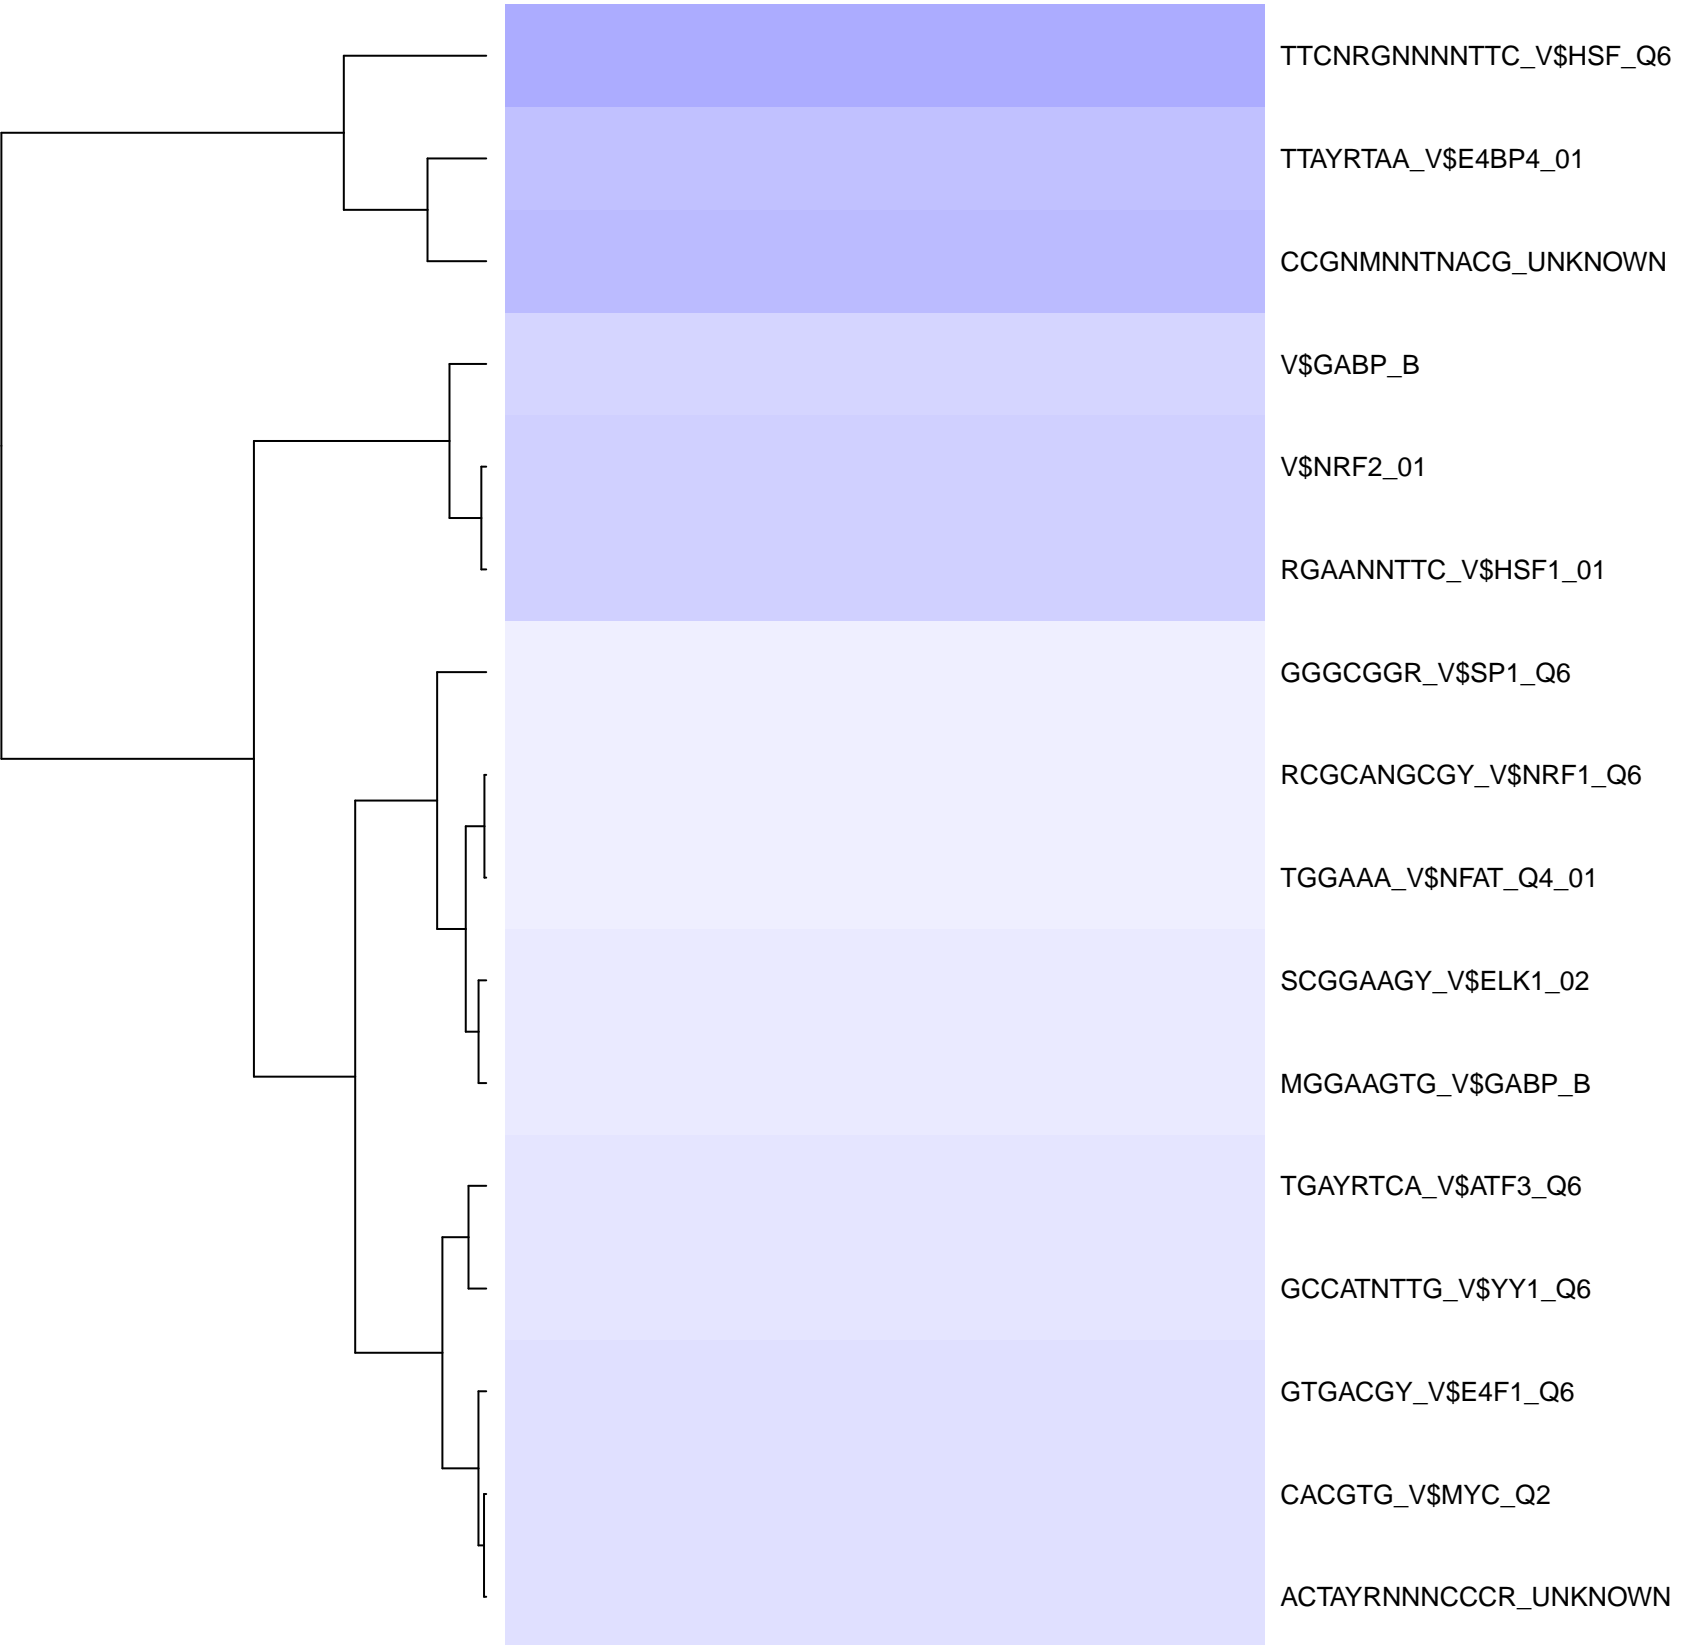 TTCNRGNNNNTTC_V$HSF_Q6
TTAYRTAA_V$E4BP4_01
CCGNMNNTNACG_UNKNOWN
V$GABP_B
V$NRF2_01
RGAANNTTC_V$HSF1_01
GGGCGGR_V$SP1_Q6
RCGCANGCGY_V$NRF1_Q6
TGGAAA_V$NFAT_Q4_01
SCGGAAGY_V$ELK1_02
MGGAAGTG_V$GABP_B
TGAYRTCA_V$ATF3_Q6
GCCATNTTG_V$YY1_Q6
GTGACGY_V$E4F1_Q6
CACGTG_V$MYC_Q2
ACTAYRNNNCCCR_UNKNOWN